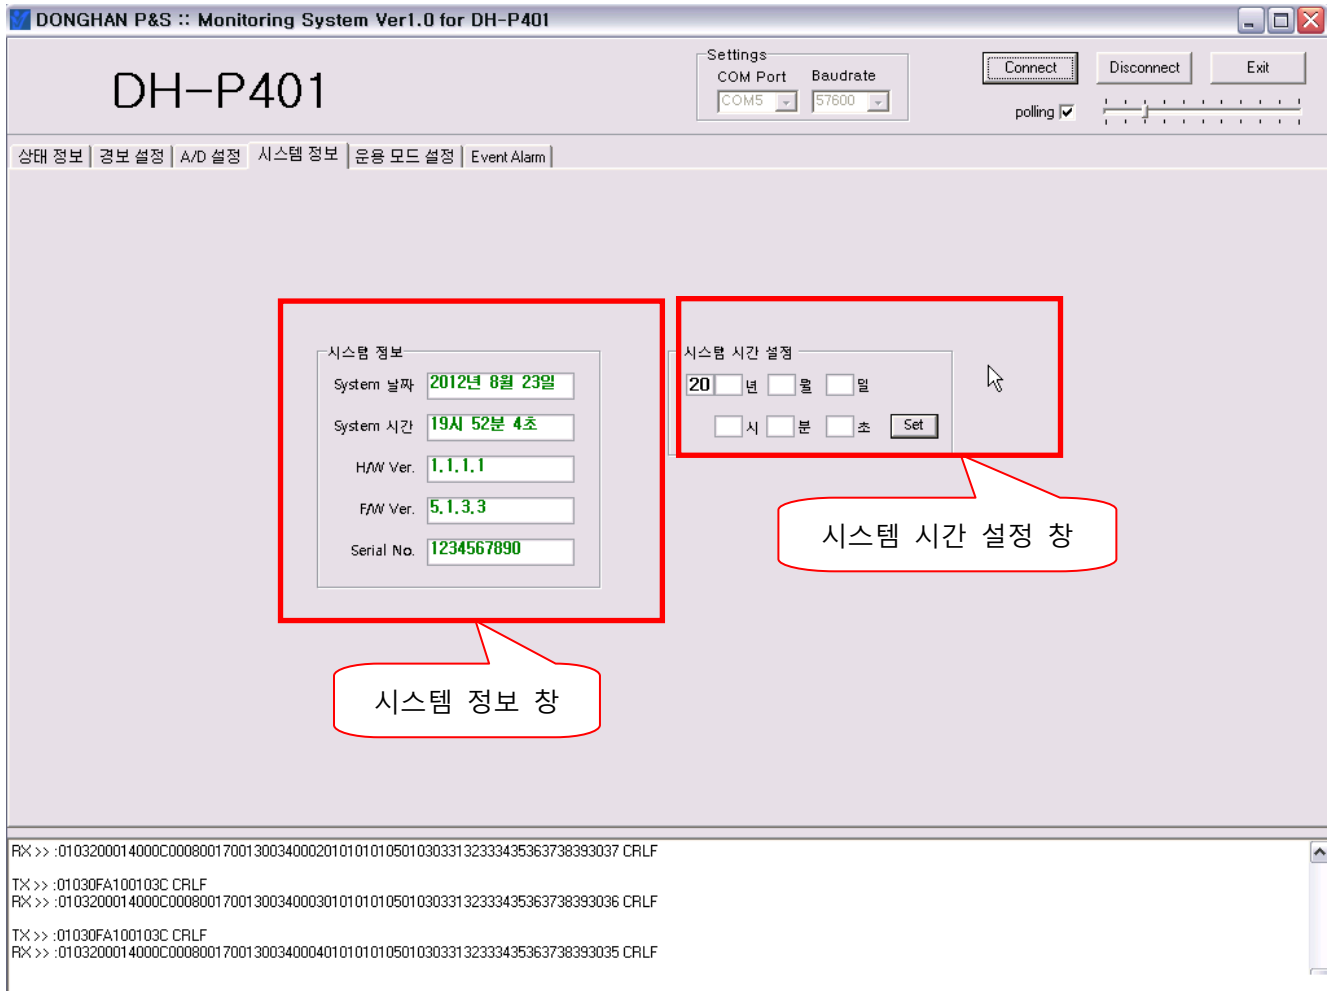 DONGHAN P&S :: Monitoring System Ver1.0 for DH-P401
DH-P401
Settings
COM Port Baudrate
COM5 57600
Connect Disconnect Exit
polling
상태 정보 경보 설정 A/D 설정 시스템 정보 운용 모드 설정 Event Alarm
시스템 정보
System 날짜 2012년 8월 23일
System 시간 19시 52분 4초
H/W Ver. 1.1.1.1
F/W Ver. 5.1.3.3
Serial No. 1234567890
시스템 시간 설정
20 년 월 일
시 분 초 Set
시스템 시간 설정 창
시스템 정보 창
RX >> :0103200014000C00080017001300340002010101010501030331323334353637383930​37 CRLF
TX >> :01030FA100103C CRLF
RX >> :0103200014000C0008001700130034000301010101050103033132333435363738393036 CRLF
TX >> :01030FA100103C CRLF
RX >> :0103200014000C0008001700130034000401010101050103033132333435363738393035 CRLF